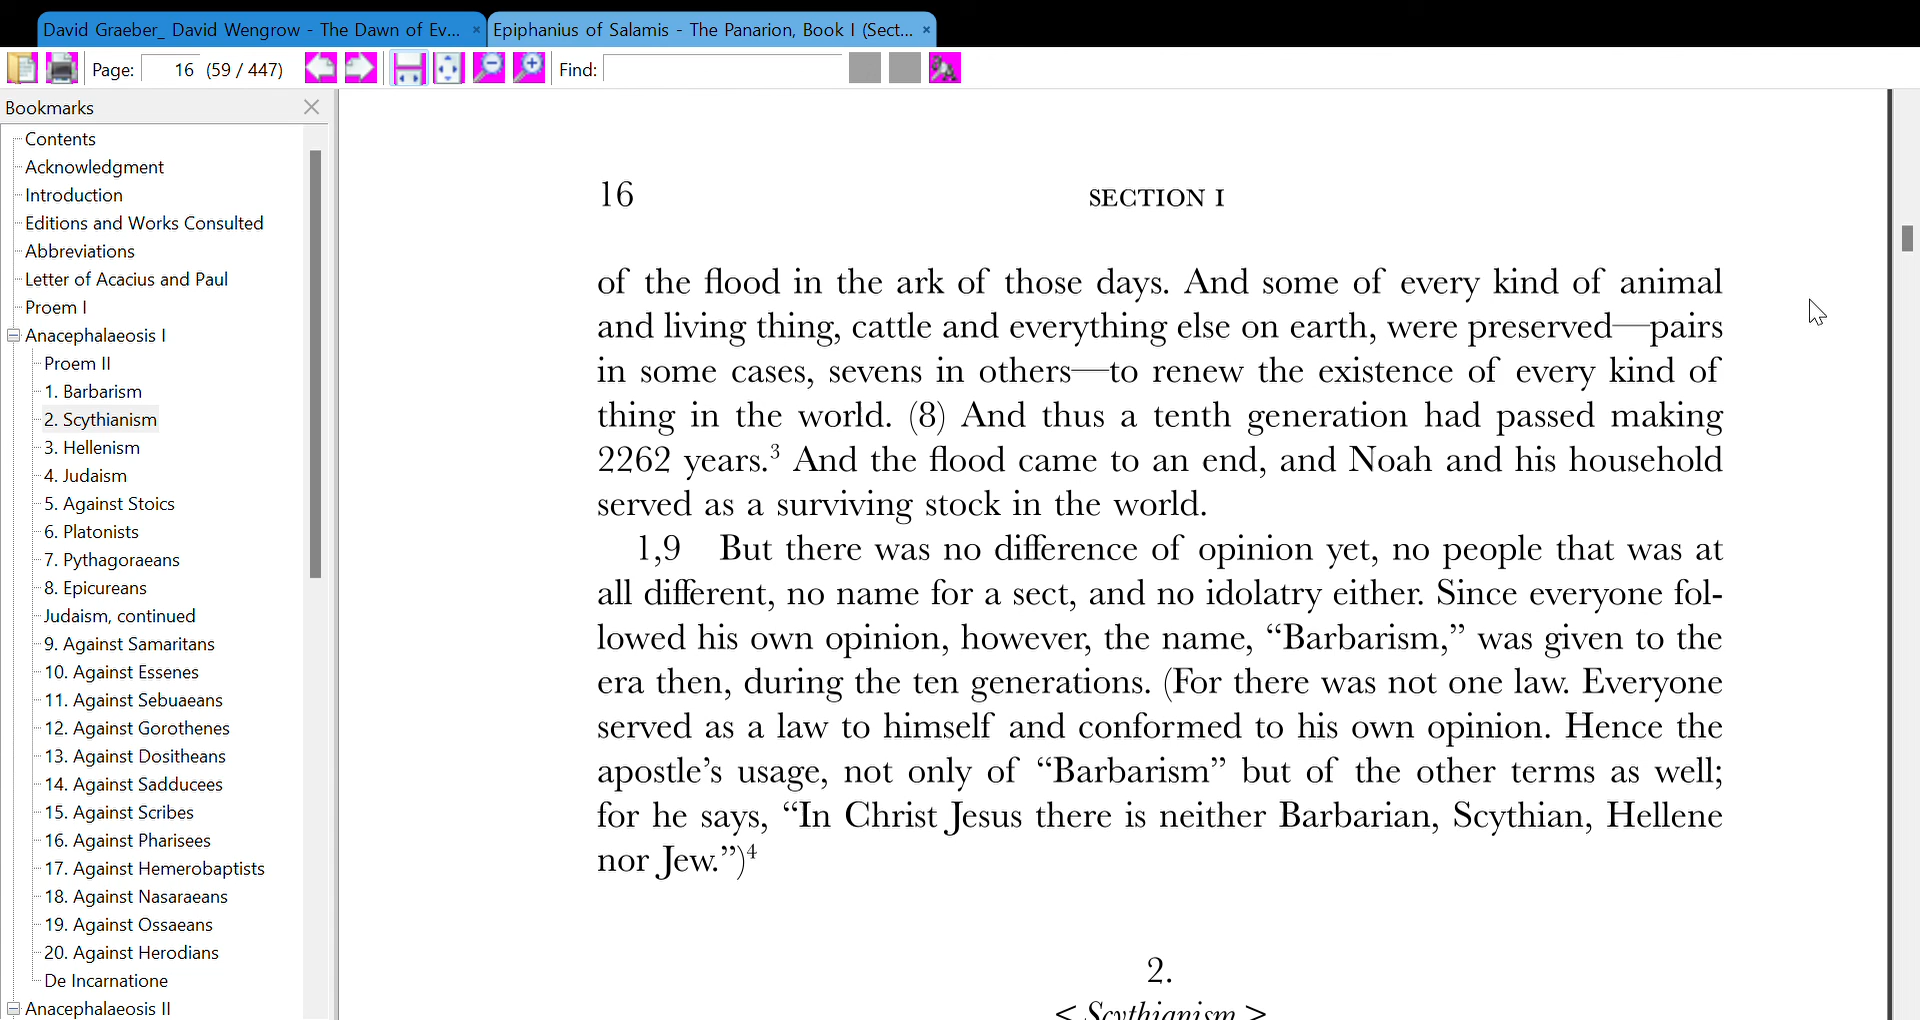 David Graeber_ David Wengrow - The Dawn of Ev... ×
Epiphanius of Salamis - The Panarion, Book I (Sect... ×
Page: 16 (59 / 447)
Find:
Bookmarks
Contents
Acknowledgment
Introduction
Editions and Works Consulted
Abbreviations
Letter of Acacius and Paul
Proem I
Anacephalaeosis I
Proem II
1. Barbarism
2. Scythianism
3. Hellenism
4. Judaism
5. Against Stoics
6. Platonists
7. Pythagoraeans
8. Epicureans
Judaism, continued
9. Against Samaritans
10. Against Essenes
11. Against Sebuaeans
12. Against Gorothenes
13. Against Dositheans
14. Against Sadducees
15. Against Scribes
16. Against Pharisees
17. Against Hemerobaptists
18. Against Nasaraeans
19. Against Ossaeans
20. Against Herodians
De Incarnatione
Anacephalaeosis II
16 SECTION I
of the flood in the ark of those days. And some of every kind of animal
and living thing, cattle and everything else on earth, were preserved—pairs
in some cases, sevens in others—to renew the existence of every kind of
thing in the world. (8) And thus a tenth generation had passed making
2262 years.³ And the flood came to an end, and Noah and his household
served as a surviving stock in the world.
1,9 But there was no difference of opinion yet, no people that was at
all different, no name for a sect, and no idolatry either. Since everyone fol-
lowed his own opinion, however, the name, “Barbarism,” was given to the
era then, during the ten generations. (For there was not one law. Everyone
served as a law to himself and conformed to his own opinion. Hence the
apostle’s usage, not only of “Barbarism” but of the other terms as well;
for he says, “In Christ Jesus there is neither Barbarian, Scythian, Hellene
nor Jew.”)⁴
2.
< Scythianism >